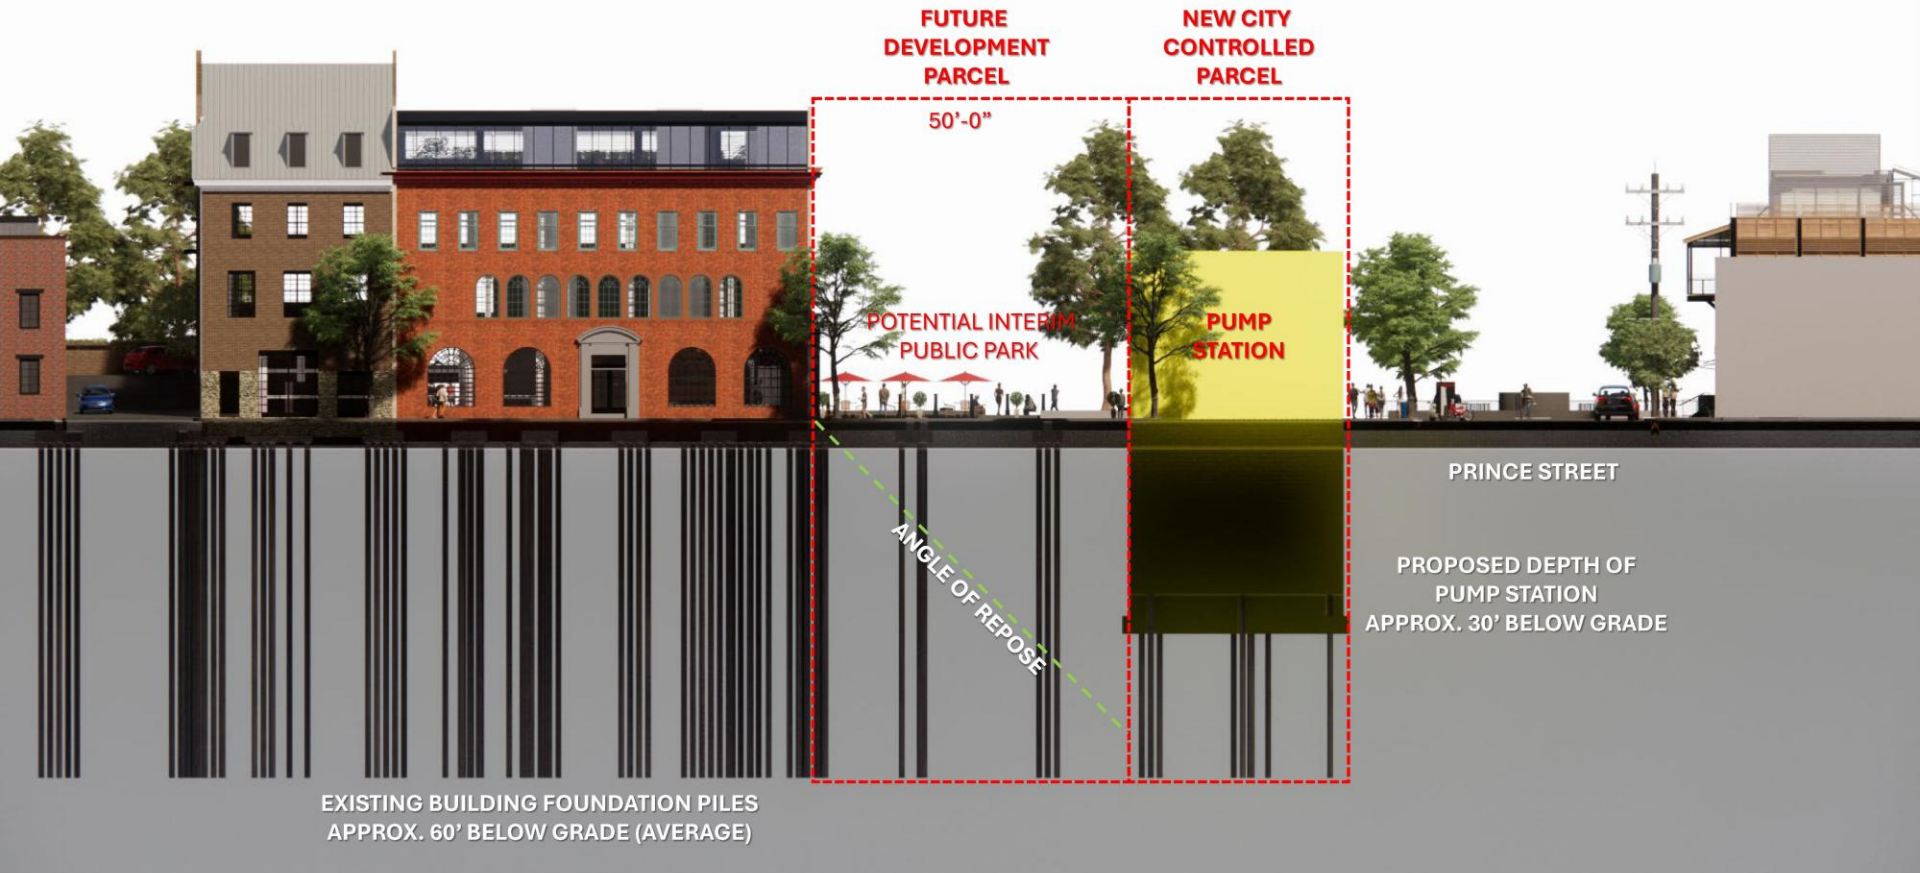 FUTURE
DEVELOPMENT
PARCEL
NEW CITY
CONTROLLED
PARCEL
50’-0”
POTENTIAL INTERIM
PUBLIC PARK
PUMP
STATION
ANGLE OF REPOSE
PRINCE STREET
PROPOSED DEPTH OF
PUMP STATION
APPROX. 30’ BELOW GRADE
EXISTING BUILDING FOUNDATION PILES
APPROX. 60’ BELOW GRADE (AVERAGE)